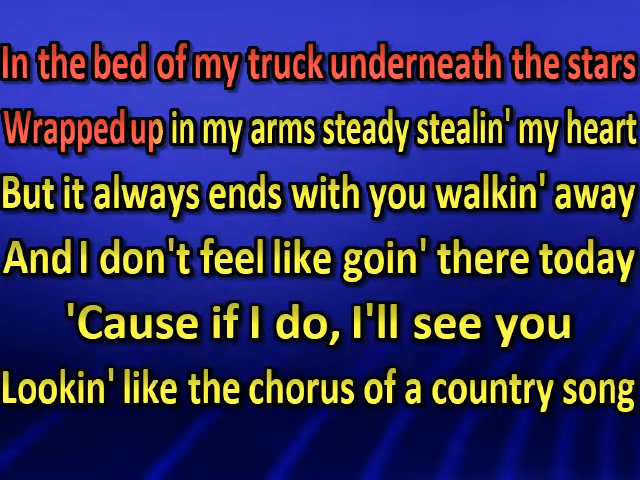 In the bed of my truck underneath the stars
Wrapped up in my arms steady stealin' my heart
But it always ends with you walkin' away
And I don't feel like goin' there today
'Cause if I do, I'll see you
Lookin' like the chorus of a country song